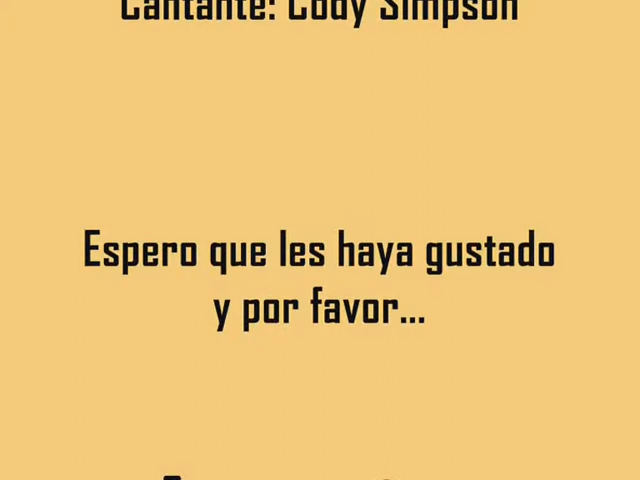 Cantante: Cody Simpson
Espero que les haya gustado
y por favor...